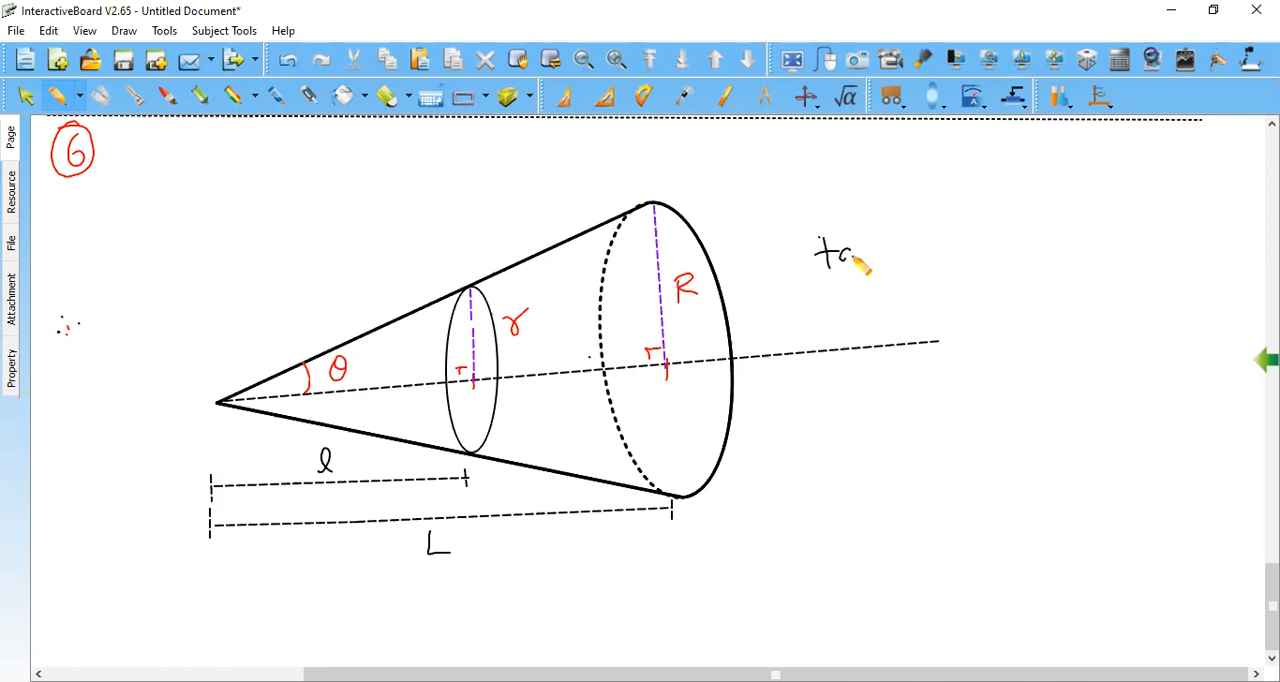 InteractiveBoard V2.65 - Untitled Document*
File Edit View Draw Tools Subject Tools Help
Page
Resource
File
Attachment
Property
6
ta
R
r
θ
l
L